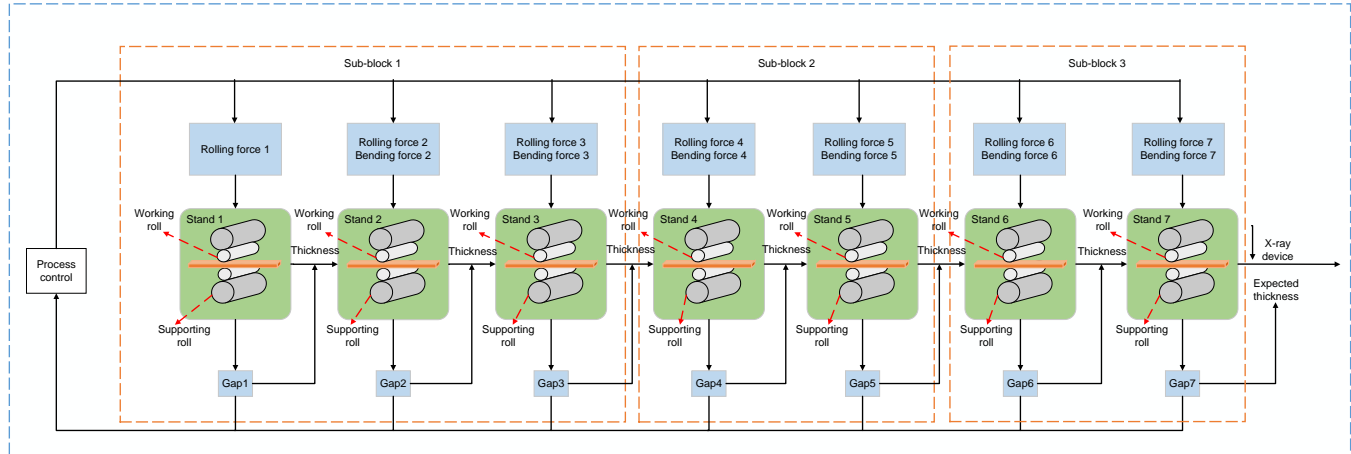 Sub-block 1
Sub-block 2
Sub-block 3
Rolling force 1
Rolling force 2
Bending force 2
Rolling force 3
Bending force 3
Rolling force 4
Bending force 4
Rolling force 5
Bending force 5
Rolling force 6
Bending force 6
Rolling force 7
Bending force 7
Working
roll
Stand 1
Working
roll
Stand 2
Working
roll
Stand 3
Working
roll
Stand 4
Working
roll
Stand 5
Working
roll
Stand 6
Working
roll
Stand 7
Thickness
Thickness
Thickness
Thickness
Thickness
Thickness
X-ray
device
Process
control
Expected
thickness
Supporting
roll
Supporting
roll
Supporting
roll
Supporting
roll
Supporting
roll
Supporting
roll
Supporting
roll
Gap1
Gap2
Gap3
Gap4
Gap5
Gap6
Gap7